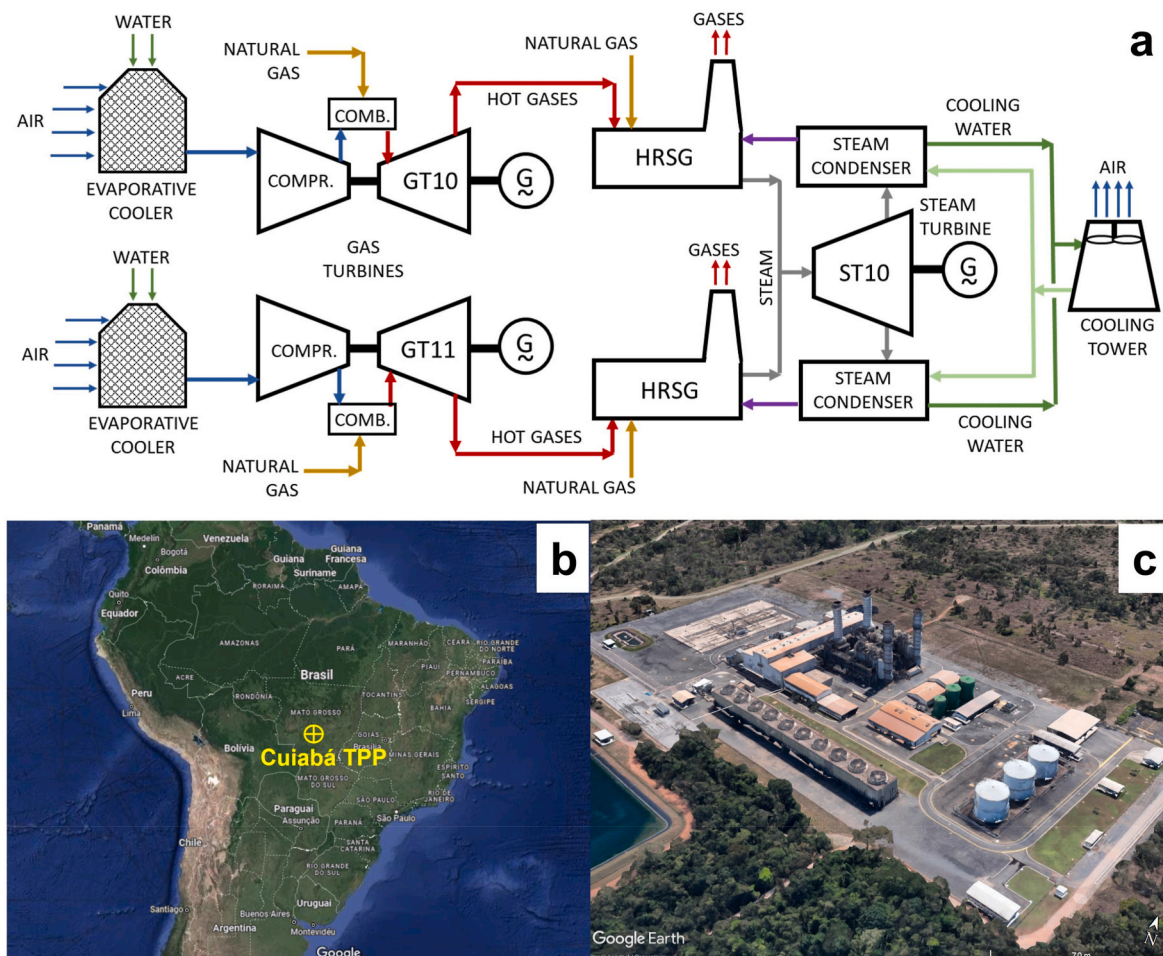 a
WATER
AIR
EVAPORATIVE
COOLER
NATURAL
GAS
COMB.
COMPR.
GT10
G
HOT GASES
NATURAL GAS
GASES
HRSG
STEAM
CONDENSER
COOLING
WATER
AIR
STEAM
TURBINE
ST10
G
COOLING
TOWER
GAS
TURBINES
STEAM
WATER
AIR
EVAPORATIVE
COOLER
COMPR.
GT11
G
COMB.
NATURAL
GAS
HOT GASES
NATURAL GAS
GASES
HRSG
STEAM
CONDENSER
COOLING
WATER
b
Panamá
Medelín
Bogotá
Colômbia
Venezuela
Guiana
Guiana
Francesa
Suriname
RORAIMA
AMAPÁ
Quito
Equador
AMAZONAS
PARÁ
MARANHÃO
CEARÁ
RIO GRANDE
DO NORTE
PARAÍBA
PIAUÍ
PERNAMBUCO
ALAGOAS
SERGIPE
ACRE
Brasil
TOCANTINS
RONDÔNIA
BAHIA
Peru
Lima
MATO GROSSO
GOIÁS
Brasília
Bolívia
Cuiabá TPP
MINAS GERAIS
MATO GROSSO
DO SUL
ESPÍRITO
SANTO
SÃO PAULO
RIO DE
JANEIRO
Paraguai
Assunção
PARANÁ
São Paulo
Chile
SANTA
CATARINA
RIO GRANDE
DO SUL
Santiago
Uruguai
Buenos Aires
Montevidéu
Argentina
Google
c
Google Earth
N
70 m